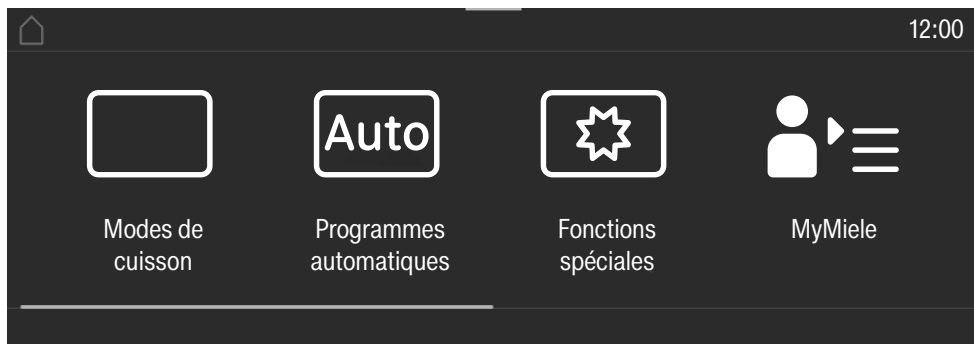 12:00
Auto
Modes de
cuisson
Programmes
automatiques
Fonctions
spéciales
MyMiele